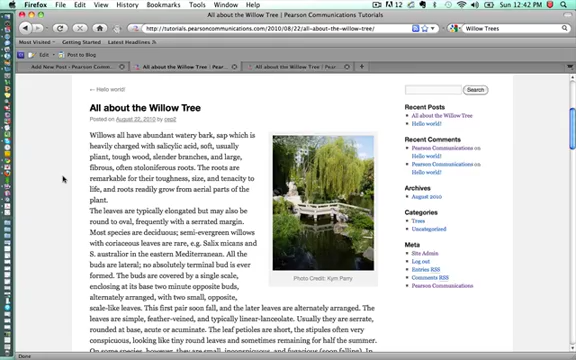 Firefox File Edit View History Bookmarks Tools Window Help
Sun 12:42 PM
All about the Willow Tree | Pearson Communications Tutorials
http://tutorials.pearsoncommunications.com/2010/08/22/all-about-the-willow-tree/
Willow Trees
Most Visited Getting Started Latest Headlines
Edit Post to Blog
Add New Post - Pearson Comm...
All about the Willow Tree | Pear...
All about the Willow Tree | Pe...
← Hello world!
All about the Willow Tree
Posted on August 22, 2010 by cep2
Willows all have abundant watery bark, sap which is
heavily charged with salicylic acid, soft, usually
pliant, tough wood, slender branches, and large,
fibrous, often stoloniferous roots. The roots are
remarkable for their toughness, size, and tenacity to
life, and roots readily grow from aerial parts of the
plant.
The leaves are typically elongated but may also be
round to oval, frequently with a serrated margin.
Most species are deciduous; semi-evergreen willows
with coriaceous leaves are rare, e.g. Salix micans and
S. australior in the eastern Mediterranean. All the
buds are lateral; no absolutely terminal bud is ever
formed. The buds are covered by a single scale,
enclosing at its base two minute opposite buds,
alternately arranged, with two small, opposite,
scale-like leaves. This first pair soon fall, and the later leaves are alternately arranged. The
leaves are simple, feather-veined, and typically linear-lanceolate. Usually they are serrate,
rounded at base, acute or acuminate. The leaf petioles are short, the stipules often very
conspicuous, looking like tiny round leaves and sometimes remaining for half the summer.
On some species, however, they are small, inconspicuous, and fugacious (soon falling). In
Photo Credit: Kym Parry
Search
Recent Posts
All about the Willow Tree
Hello world!
Recent Comments
Pearson Communications on
Hello world!
Pearson Communications on
Hello world!
Archives
August 2010
Categories
Trees
Uncategorized
Meta
Site Admin
Log out
Entries RSS
Comments RSS
Pearson Communications
Done